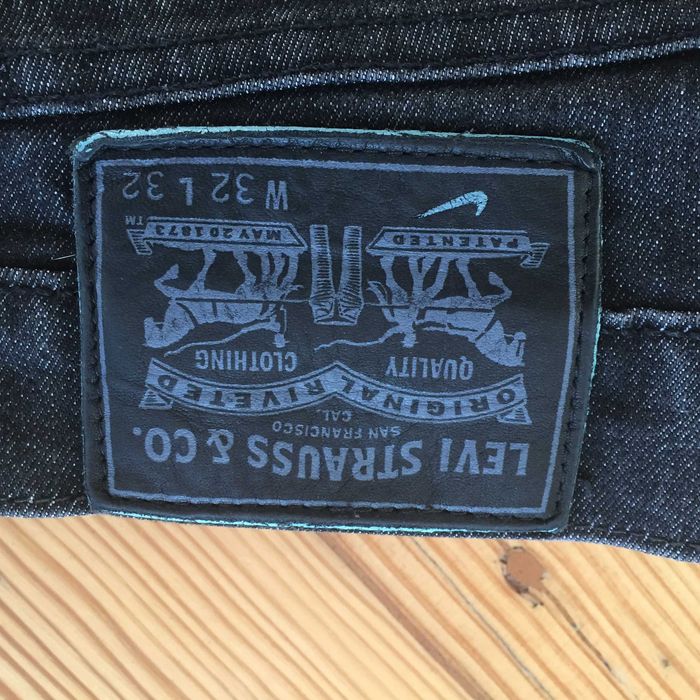 LEVI STRAUSS & CO.
SAN FRANCISCO
CAL.
ORIGINAL RIVETED
QUALITY CLOTHING
PATENTED MAY 20 1873 TM
W 32 L 32